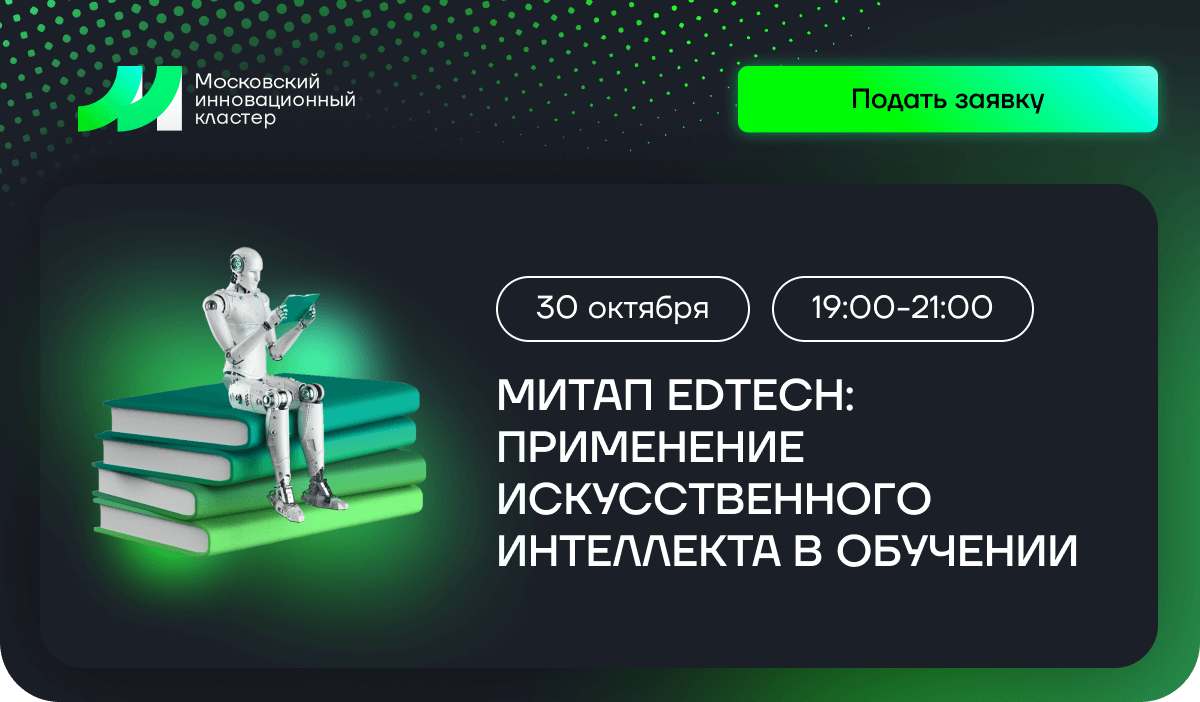 Московский
инновационный
кластер
Подать заявку
30 октября
19:00-21:00
МИТАП EDTECH:
ПРИМЕНЕНИЕ
ИСКУССТВЕННОГО
ИНТЕЛЛЕКТА В ОБУЧЕНИИ